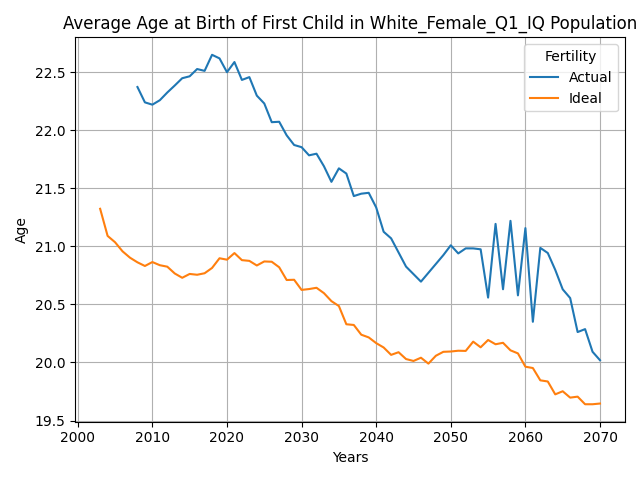 Average Age at Birth of First Child in White_Female_Q1_IQ Population
Fertility
Actual
Ideal
22.5
22.0
21.5
21.0
20.5
20.0
19.5
Age
2000 2010 2020 2030 2040 2050 2060 2070
Years